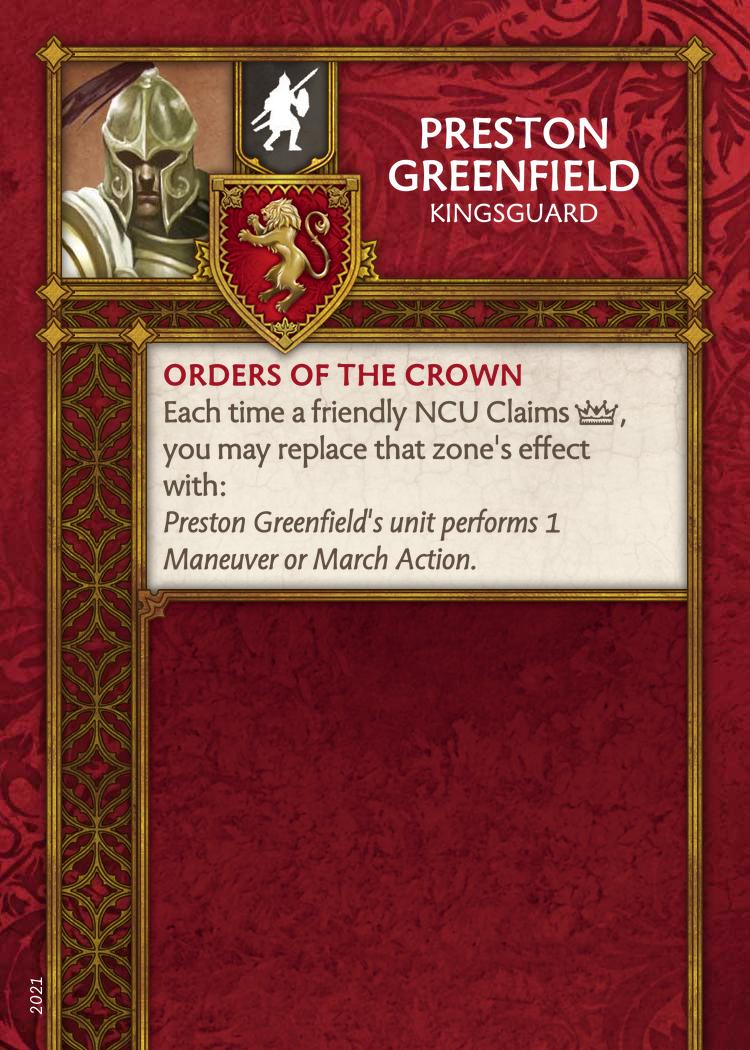 PRESTON
GREENFIELD
KINGSGUARD
ORDERS OF THE CROWN
Each time a friendly NCU Claims ,
you may replace that zone's effect
with:
Preston Greenfield's unit performs 1
Maneuver or March Action.
2021